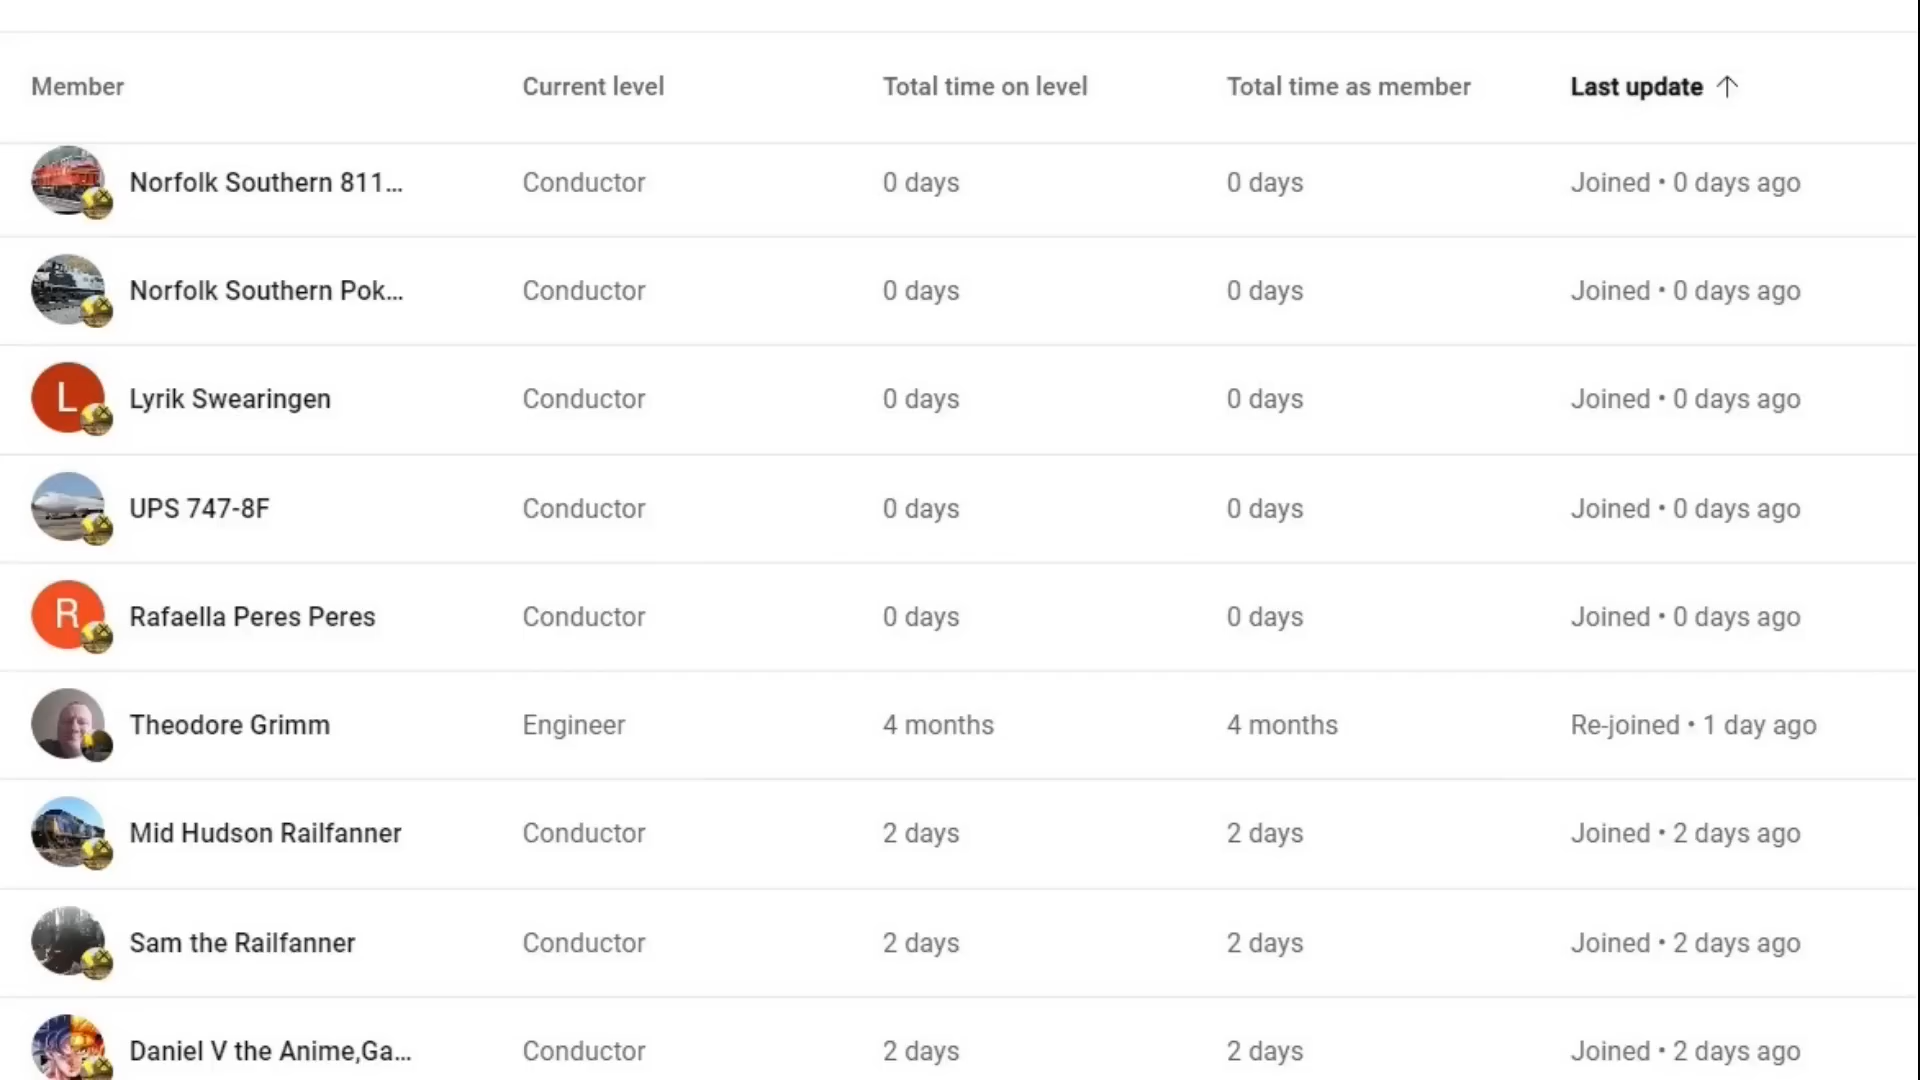 Member Current level Total time on level Total time as member Last update ↑
Norfolk Southern 811... Conductor 0 days 0 days Joined • 0 days ago
Norfolk Southern Pok... Conductor 0 days 0 days Joined • 0 days ago
L Lyrik Swearingen Conductor 0 days 0 days Joined • 0 days ago
UPS 747-8F Conductor 0 days 0 days Joined • 0 days ago
R Rafaella Peres Peres Conductor 0 days 0 days Joined • 0 days ago
Theodore Grimm Engineer 4 months 4 months Re-joined • 1 day ago
Mid Hudson Railfanner Conductor 2 days 2 days Joined • 2 days ago
Sam the Railfanner Conductor 2 days 2 days Joined • 2 days ago
Daniel V the Anime,Ga... Conductor 2 days 2 days Joined • 2 days ago